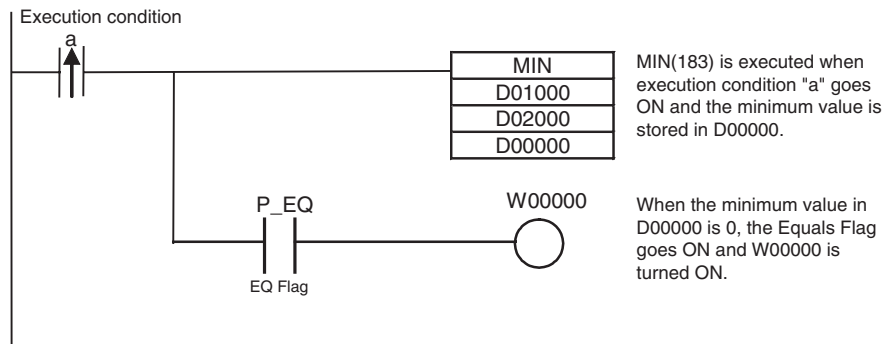 Execution condition
a
MIN
D01000
D02000
D00000
MIN(183) is executed when
execution condition "a" goes
ON and the minimum value is
stored in D00000.
P_EQ
EQ Flag
W00000
When the minimum value in
D00000 is 0, the Equals Flag
goes ON and W00000 is
turned ON.